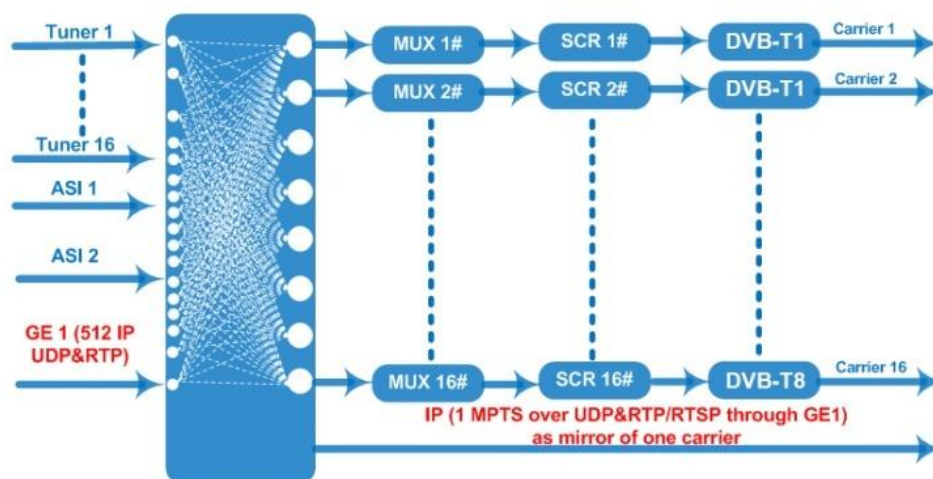 Tuner 1
MUX 1#
SCR 1#
DVB-T1
Carrier 1
MUX 2#
SCR 2#
DVB-T1
Carrier 2
Tuner 16
ASI 1
ASI 2
GE 1 (512 IP
UDP&RTP)
MUX 16#
SCR 16#
DVB-T8
Carrier 16
IP (1 MPTS over UDP&RTP/RTSP through GE1)
as mirror of one carrier